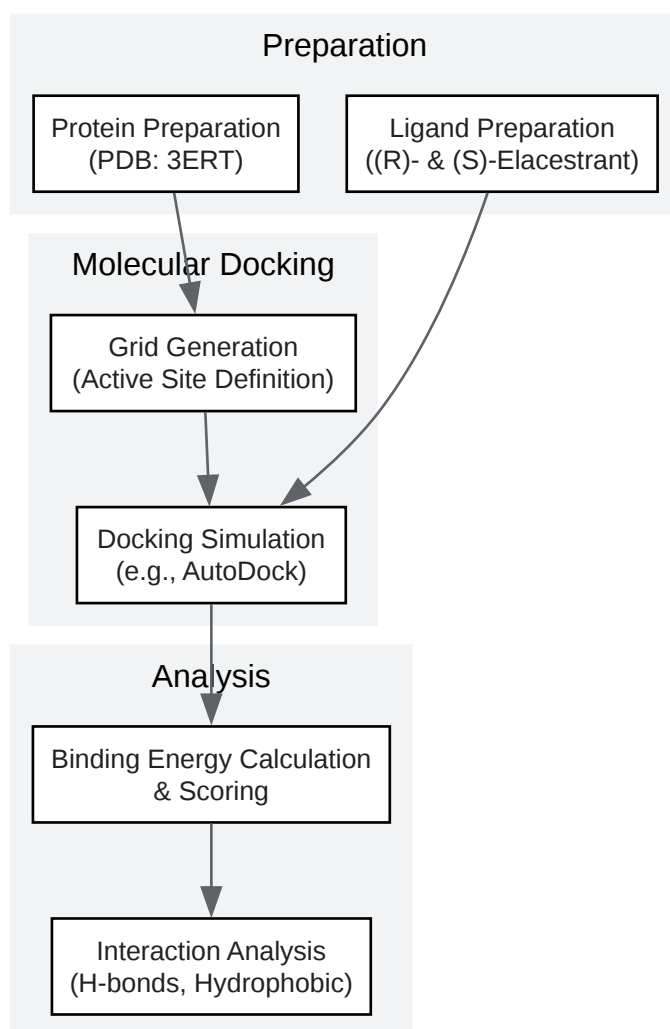 Preparation
Protein Preparation
(PDB: 3ERT)
Ligand Preparation
((R)- & (S)-Elacestrant)
Molecular Docking
Grid Generation
(Active Site Definition)
Docking Simulation
(e.g., AutoDock)
Analysis
Binding Energy Calculation
& Scoring
Interaction Analysis
(H-bonds, Hydrophobic)